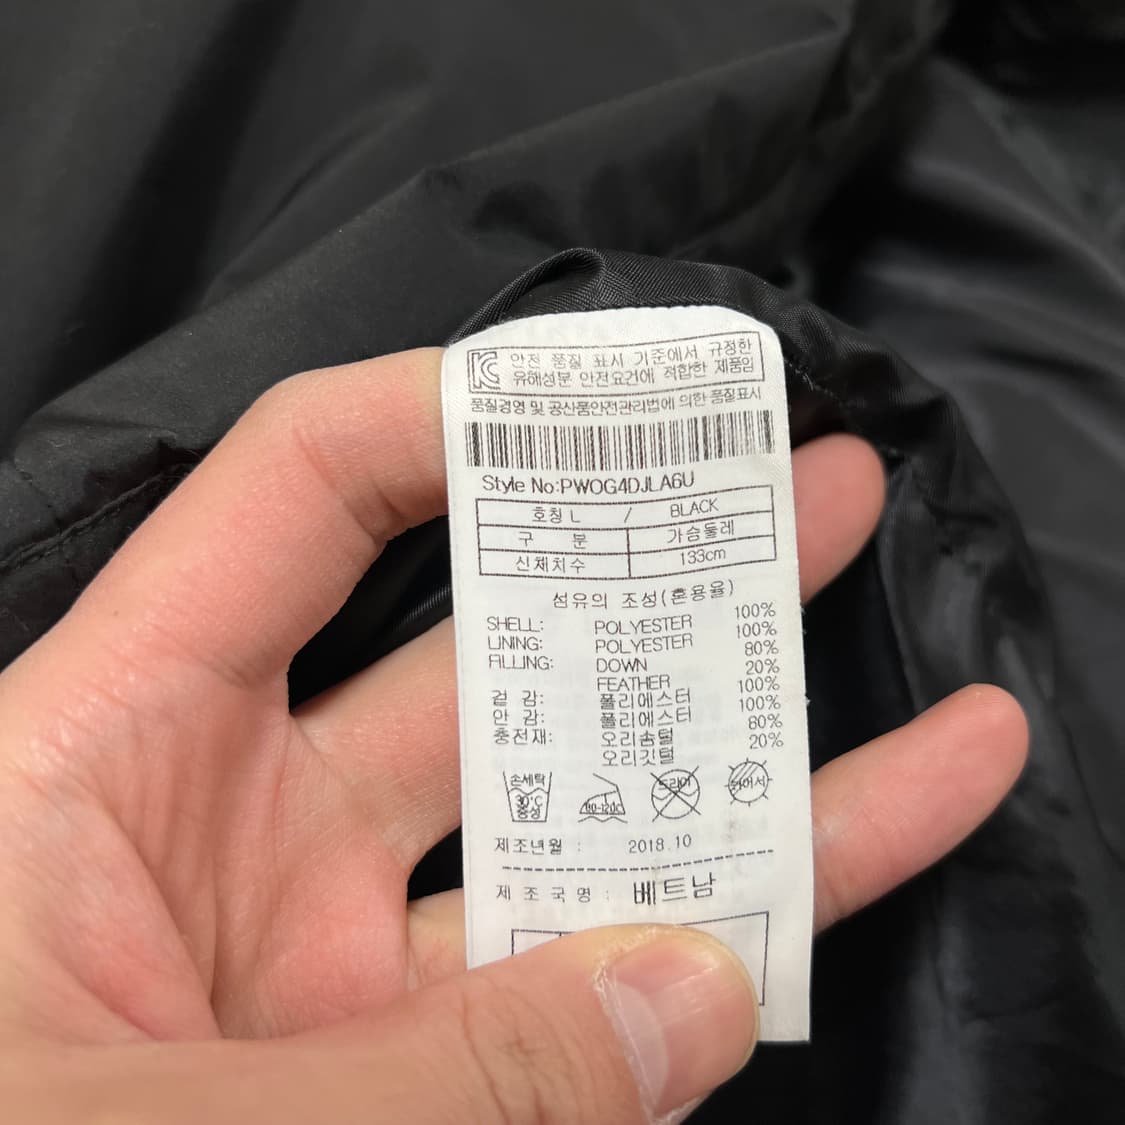 KC 안전 품질 표시 기준에서 규정한
유해성분 안전요건에 적합한 제품임
품질경영 및 공산품안전관리법에 의한 품질표시
Style No:PWOG4DJLA6U
호칭 L / BLACK
구 분 가슴둘레
신체치수 133cm
섬유의 조성(혼용율)
SHELL: POLYESTER 100%
LINING: POLYESTER 100%
FILLING: DOWN 80%
FEATHER 20%
겉 감: 폴리에스터 100%
안 감: 폴리에스터 100%
충전재: 오리솜털 80%
오리깃털 20%
손세탁
30°C
중성
80-120C
드라이
뉘어서
제조년월 : 2018.10
제 조 국 명 : 베트남